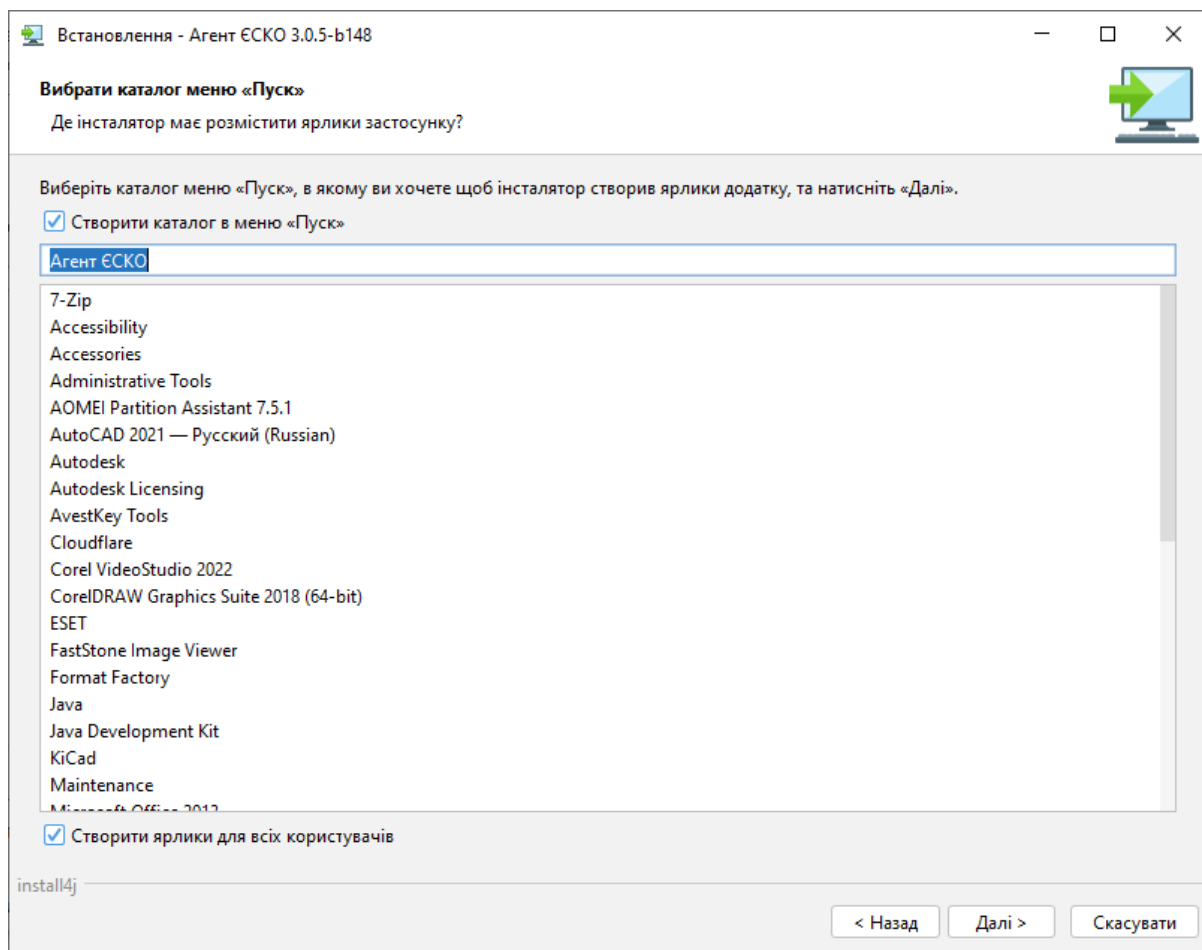 Встановлення - Агент ЄСКО 3.0.5-b148
Вибрати каталог меню «Пуск»
Де інсталятор має розмістити ярлики застосунку?
Виберіть каталог меню «Пуск», в якому ви хочете щоб інсталятор створив ярлики додатку, та натисніть «Далі».
Створити каталог в меню «Пуск»
Агент ЄСКО
7-Zip
Accessibility
Accessories
Administrative Tools
AOMEI Partition Assistant 7.5.1
AutoCAD 2021 — Русский (Russian)
Autodesk
Autodesk Licensing
AvestKey Tools
Cloudflare
Corel VideoStudio 2022
CorelDRAW Graphics Suite 2018 (64-bit)
ESET
FastStone Image Viewer
Format Factory
Java
Java Development Kit
KiCad
Maintenance
Microsoft Office 2013
Створити ярлики для всіх користувачів
install4j
< Назад Далі > Скасувати